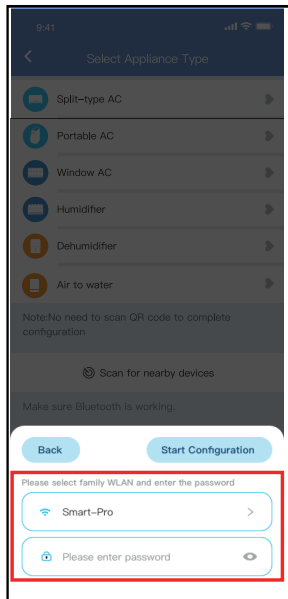 9:41
Select Appliance Type
Split-type AC
Portable AC
Window AC
Humidifier
Dehumidifier
Air to water
Note:No need to scan QR code to complete
configuration
Scan for nearby devices
Make sure Bluetooth is working.
Back
Start Configuration
Please select family WLAN and enter the password
Smart-Pro
Please enter password